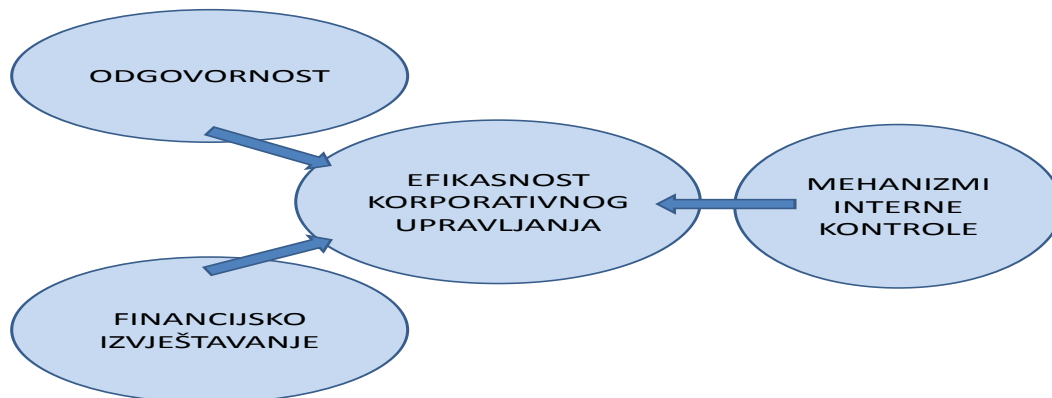 ODGOVORNOST
EFIKASNOST
KORPORATIVNOG
UPRAVLJANJA
MEHANIZMI
INTERNE
KONTROLE
FINANCIJSKO
IZVJEŠTAVANJE